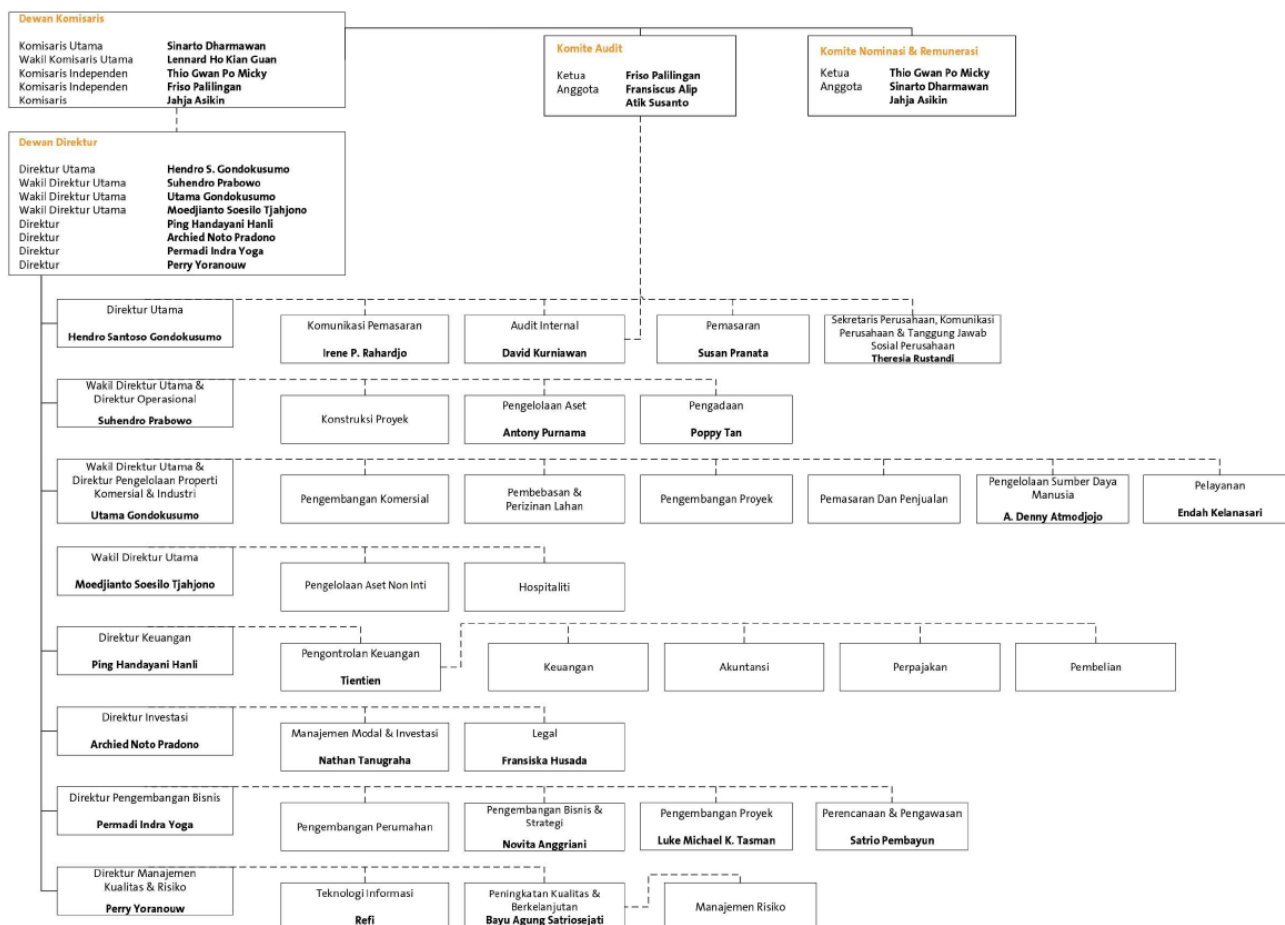 Dewan Komisaris
Komisaris Utama Sinarto Dharmawan
Wakil Komisaris Utama Lennard Ho Kian Guan
Komisaris Independen Thio Gwan Po Micky
Komisaris Independen Friso Palilingan
Komisaris Jahja Asikin
Komite Audit
Ketua Friso Palilingan
Anggota Fransiscus Alip
Atik Susanto
Komite Nominasi & Remunerasi
Ketua Thio Gwan Po Micky
Anggota Sinarto Dharmawan
Jahja Asikin
Dewan Direktur
Direktur Utama Hendro S. Gondokusumo
Wakil Direktur Utama Suhendro Prabowo
Wakil Direktur Utama Utama Gondokusumo
Wakil Direktur Utama Moedjianto Soesilo Tjahjono
Direktur Ping Handayani Hanli
Direktur Archied Noto Pradono
Direktur Permadi Indra Yoga
Direktur Perry Yoranouw
Direktur Utama
Hendro Santoso Gondokusumo
Komunikasi Pemasaran
Irene P. Rahardjo
Audit Internal
David Kurniawan
Pemasaran
Susan Pranata
Sekretaris Perusahaan, Komunikasi
Perusahaan & Tanggung Jawab
Sosial Perusahaan
Theresia Rustandi
Wakil Direktur Utama &
Direktur Operasional
Suhendro Prabowo
Konstruksi Proyek
Pengelolaan Aset
Antony Purnama
Pengadaan
Poppy Tan
Wakil Direktur Utama &
Direktur Pengelolaan Properti
Komersial & Industri
Utama Gondokusumo
Pengembangan Komersial
Pembebasan &
Perizinan Lahan
Pengembangan Proyek
Pemasaran Dan Penjualan
Pengelolaan Sumber Daya
Manusia
A. Denny Atmodjojo
Pelayanan
Endah Kelanasari
Wakil Direktur Utama
Moedjianto Soesilo Tjahjono
Pengelolaan Aset Non Inti
Hospitaliti
Direktur Keuangan
Ping Handayani Hanli
Pengontrolan Keuangan
Tientien
Keuangan
Akuntansi
Perpajakan
Pembelian
Direktur Investasi
Archied Noto Pradono
Manajemen Modal & Investasi
Nathan Tanugraha
Legal
Fransiska Husada
Direktur Pengembangan Bisnis
Permadi Indra Yoga
Pengembangan Perumahan
Pengembangan Bisnis &
Strategi
Novita Anggriani
Pengembangan Proyek
Luke Michael K. Tasman
Perencanaan & Pengawasan
Satrio Pembayun
Direktur Manajemen
Kualitas & Risiko
Perry Yoranouw
Teknologi Informasi
Refi
Peningkatan Kualitas &
Berkelanjutan
Bayu Agung Satriosejati
Manajemen Risiko